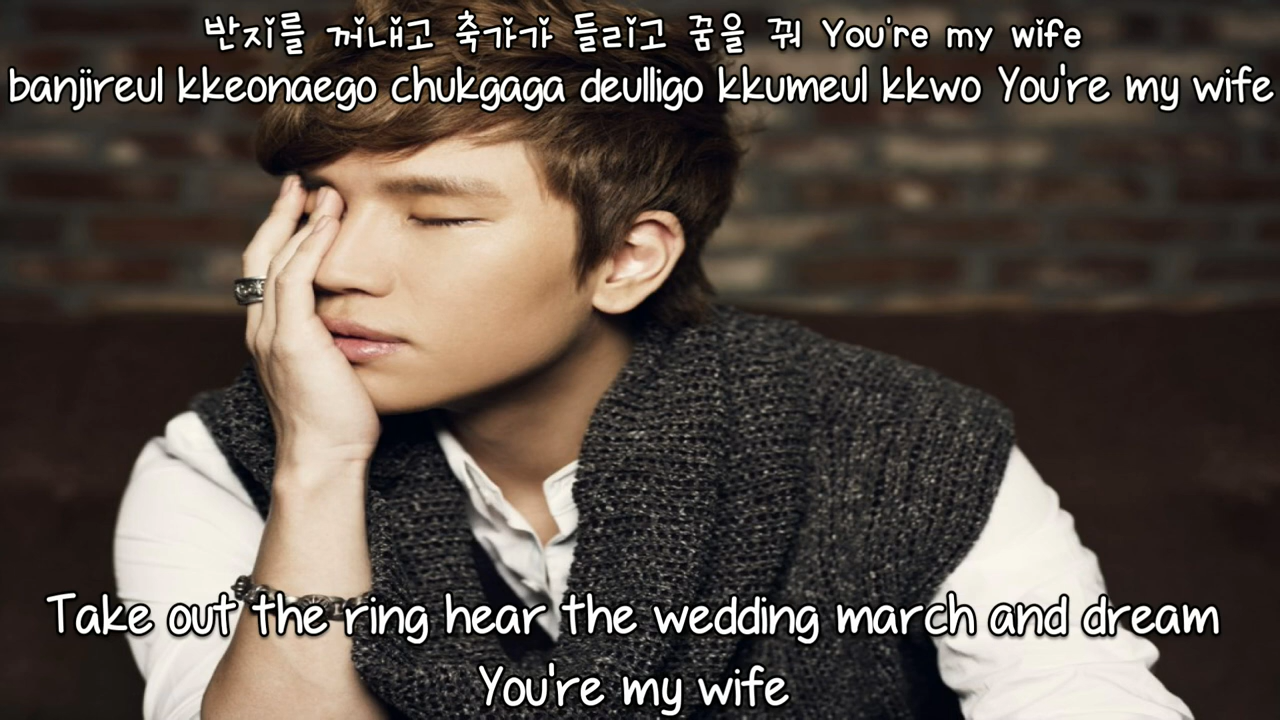 반지를 꺼내고 축가가 들리고 꿈을 꿔 You're my wife
banjireul kkeonaego chukgaga deulligo kkumeul kkwo You're my wife
Take out the ring hear the wedding march and dream
You're my wife